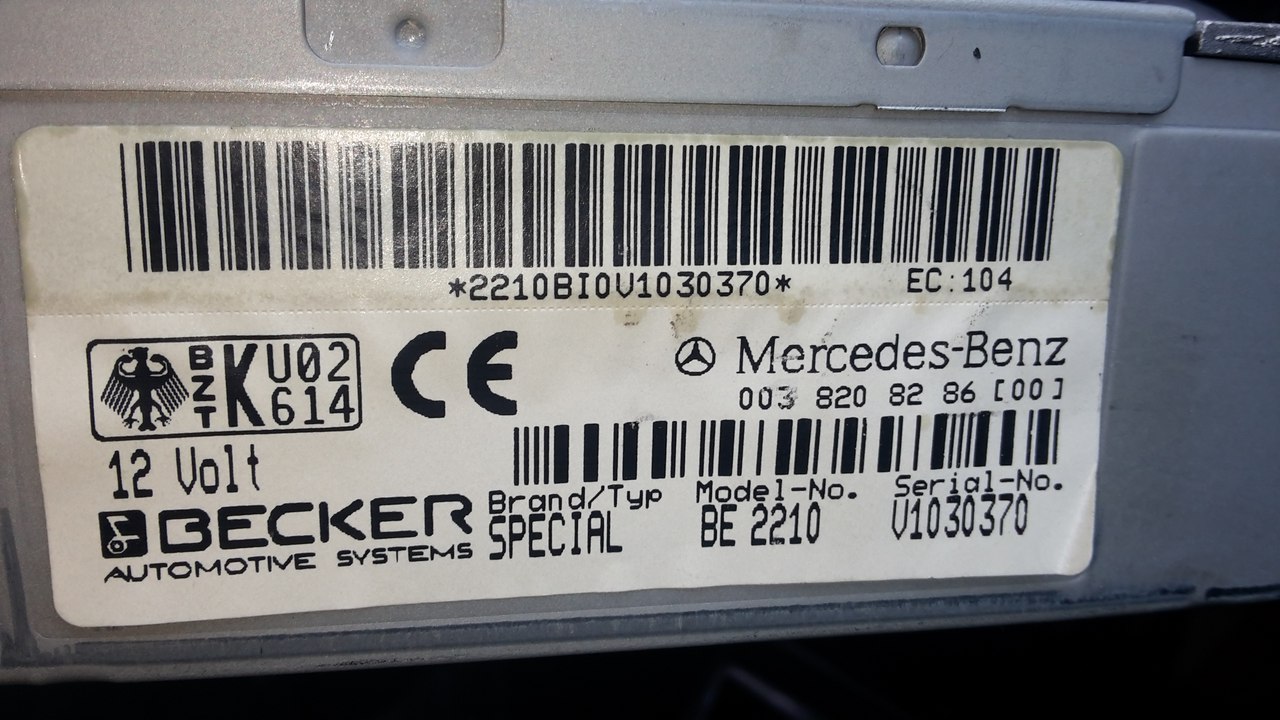 *2210BI0V1030370* EC:104
BZT K U02 614
CE
Mercedes-Benz
003 820 82 86 [00]
12 Volt
BECKER
AUTOMOTIVE SYSTEMS
Brand/Typ Model-No. Serial-No.
SPECIAL BE 2210 V1030370